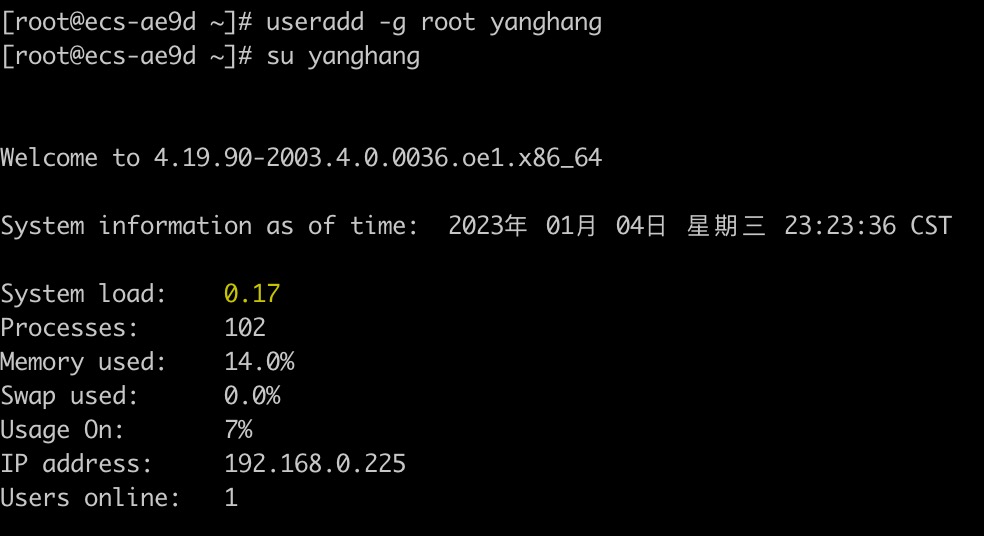 [root@ecs-ae9d ~]# useradd -g root yanghang
[root@ecs-ae9d ~]# su yanghang
Welcome to 4.19.90-2003.4.0.0036.oe1.x86_64
System information as of time:  2023年 01月 04日 星期三 23:23:36 CST
System load:    0.17
Processes:      102
Memory used:    14.0%
Swap used:      0.0%
Usage On:       7%
IP address:     192.168.0.225
Users online:   1